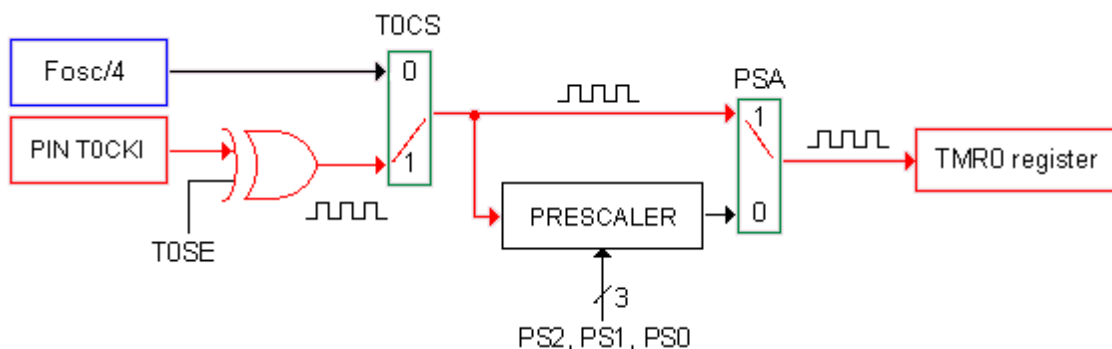 T0CS
Fosc/4
0
PSA
1
PIN T0CKI
1
TMR0 register
PRESCALER
0
T0SE
3
PS2, PS1, PS0